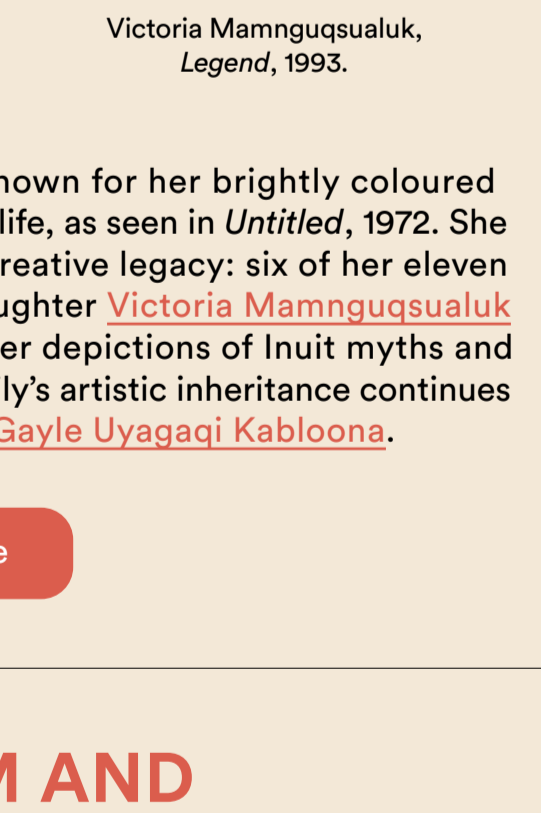 Victoria Mamnguqsualuk,
Legend, 1993.
nown for her brightly coloured
life, as seen in Untitled, 1972. She
reative legacy: six of her eleven
ughter Victoria Mamnguqsualuk
er depictions of Inuit myths and
ly’s artistic inheritance continues
Gayle Uyagaqi Kabloona.
e
M AND